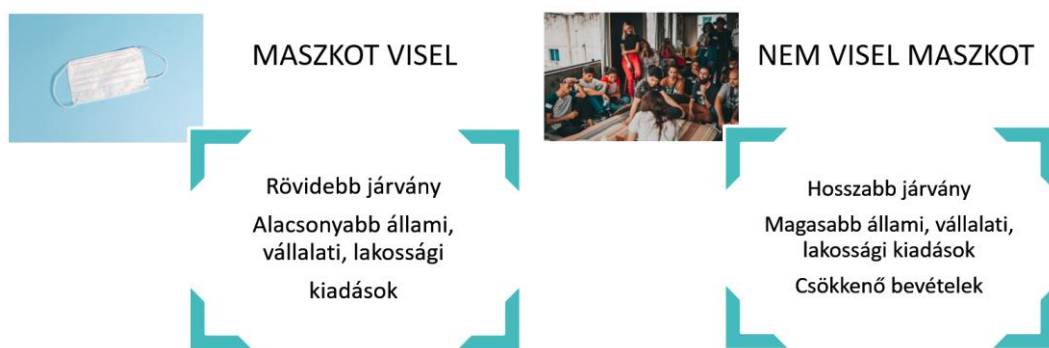 MASZKOT VISEL
Rövidebb járvány
Alacsonyabb állami,
vállalati, lakossági
kiadások
NEM VISEL MASZKOT
Hosszabb járvány
Magasabb állami, vállalati,
lakossági kiadások
Csökkenő bevételek